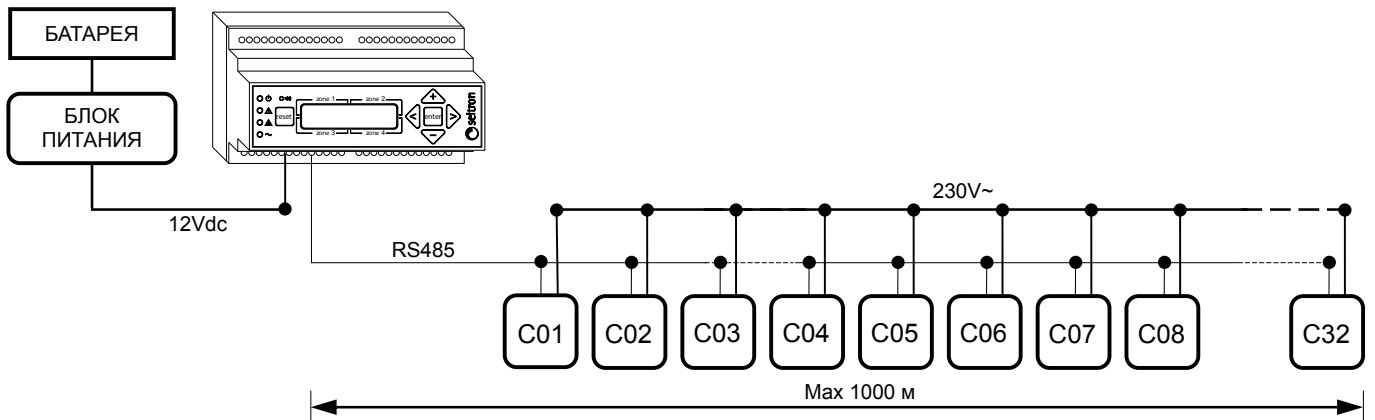 БАТАРЕЯ
БЛОК
ПИТАНИЯ
zone 1
zone 2
reset
enter
zone 3
zone 4
seitron
12Vdc
230V~
RS485
C01
C02
C03
C04
C05
C06
C07
C08
C32
Max 1000 м